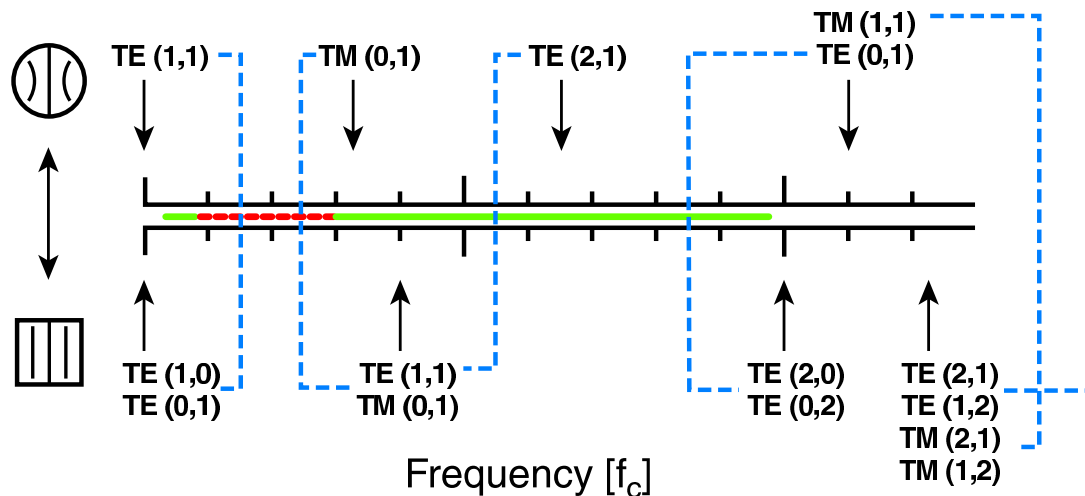 TM (1,1)
TE (1,1)
TM (0,1)
TE (2,1)
TE (0,1)
TE (1,0)
TE (0,1)
TE (1,1)
TM (0,1)
TE (2,0)
TE (0,2)
TE (2,1)
TE (1,2)
TM (2,1)
TM (1,2)
Frequency [fc]